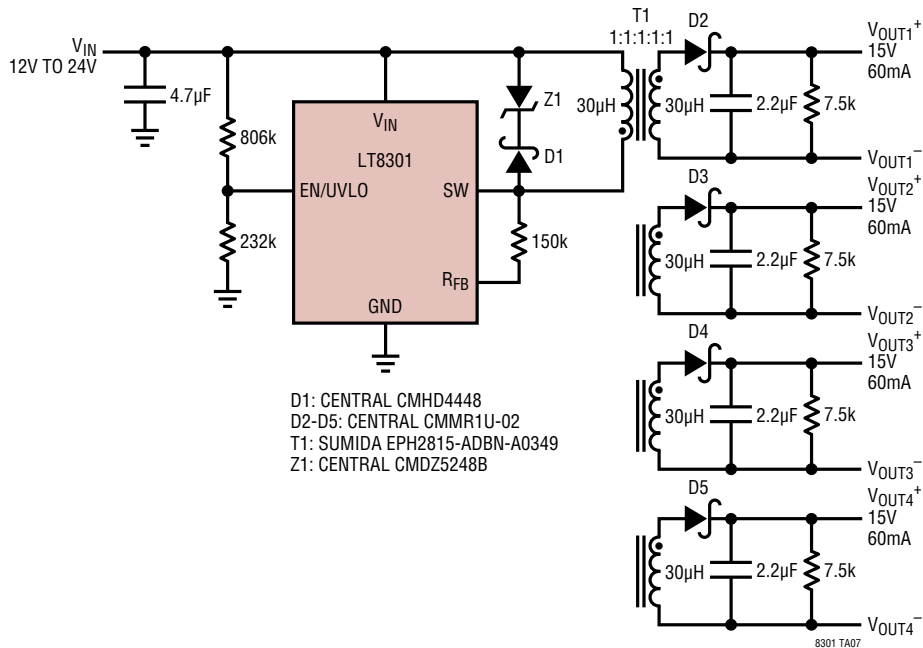 T1
1:1:1:1:1
D2
V_IN
12V TO 24V
4.7µF
806k
232k
V_IN
LT8301
EN/UVLO
SW
R_FB
GND
Z1
D1
150k
30µH
30µH
2.2µF
7.5k
V_OUT1⁺
15V
60mA
V_OUT1⁻
D3
30µH
2.2µF
7.5k
V_OUT2⁺
15V
60mA
V_OUT2⁻
D4
30µH
2.2µF
7.5k
V_OUT3⁺
15V
60mA
V_OUT3⁻
D5
30µH
2.2µF
7.5k
V_OUT4⁺
15V
60mA
V_OUT4⁻
D1: CENTRAL CMHD4448
D2-D5: CENTRAL CMMR1U-02
T1: SUMIDA EPH2815-ADBN-A0349
Z1: CENTRAL CMDZ5248B
8301 TA07